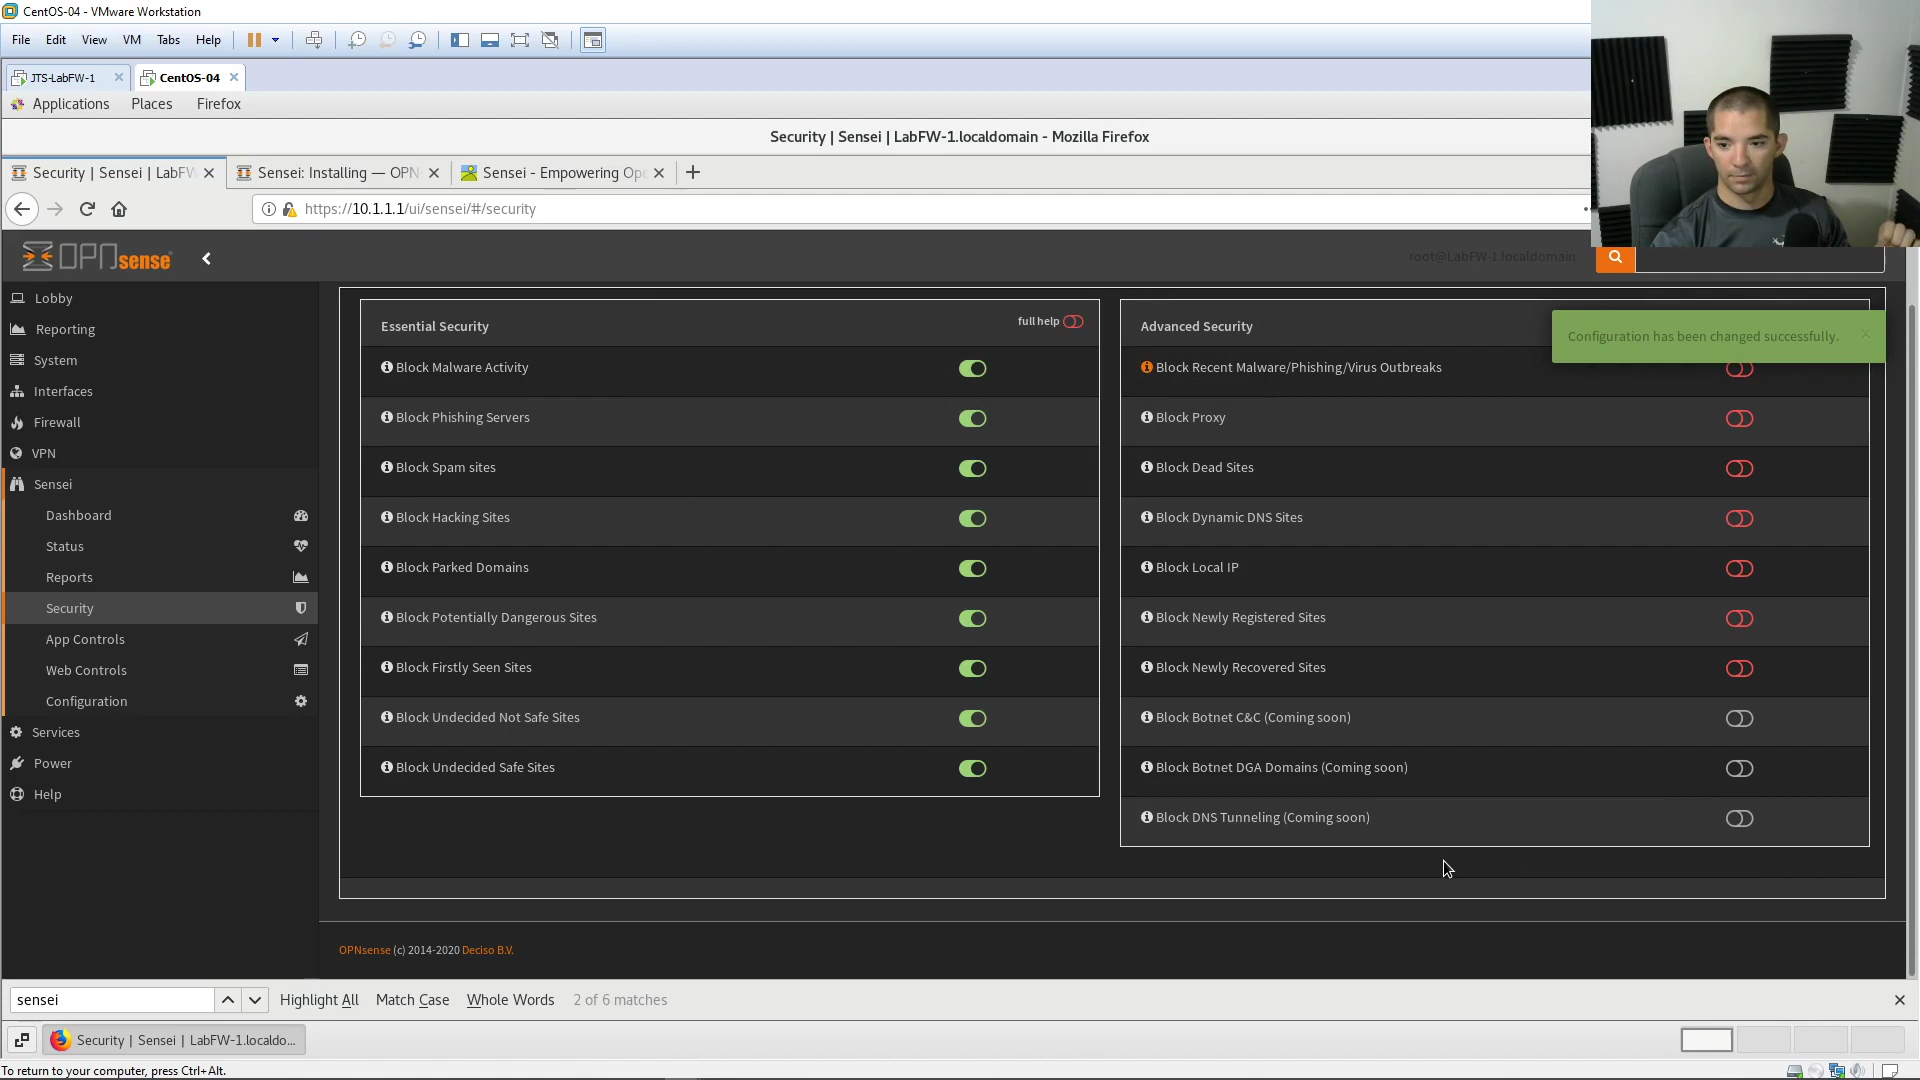 CentOS-04 - VMware Workstation
File Edit View VM Tabs Help
JTS-LabFW-1 CentOS-04
Applications Places Firefox
Security | Sensei | LabFW-1.localdomain - Mozilla Firefox
Security | Sensei | LabFW Sensei: Installing — OPN Sensei - Empowering Ope
https://10.1.1.1/ui/sensei/#/security
OPNsense
root@LabFW-1.localdomain
Lobby
Reporting
System
Interfaces
Firewall
VPN
Sensei
Dashboard
Status
Reports
Security
App Controls
Web Controls
Configuration
Services
Power
Help
Essential Security full help
Block Malware Activity
Block Phishing Servers
Block Spam sites
Block Hacking Sites
Block Parked Domains
Block Potentially Dangerous Sites
Block Firstly Seen Sites
Block Undecided Not Safe Sites
Block Undecided Safe Sites
Advanced Security
Configuration has been changed successfully.
Block Recent Malware/Phishing/Virus Outbreaks
Block Proxy
Block Dead Sites
Block Dynamic DNS Sites
Block Local IP
Block Newly Registered Sites
Block Newly Recovered Sites
Block Botnet C&C (Coming soon)
Block Botnet DGA Domains (Coming soon)
Block DNS Tunneling (Coming soon)
OPNsense (c) 2014-2020 Deciso B.V.
sensei Highlight All Match Case Whole Words 2 of 6 matches
Security | Sensei | LabFW-1.localdo...
To return to your computer, press Ctrl+Alt.